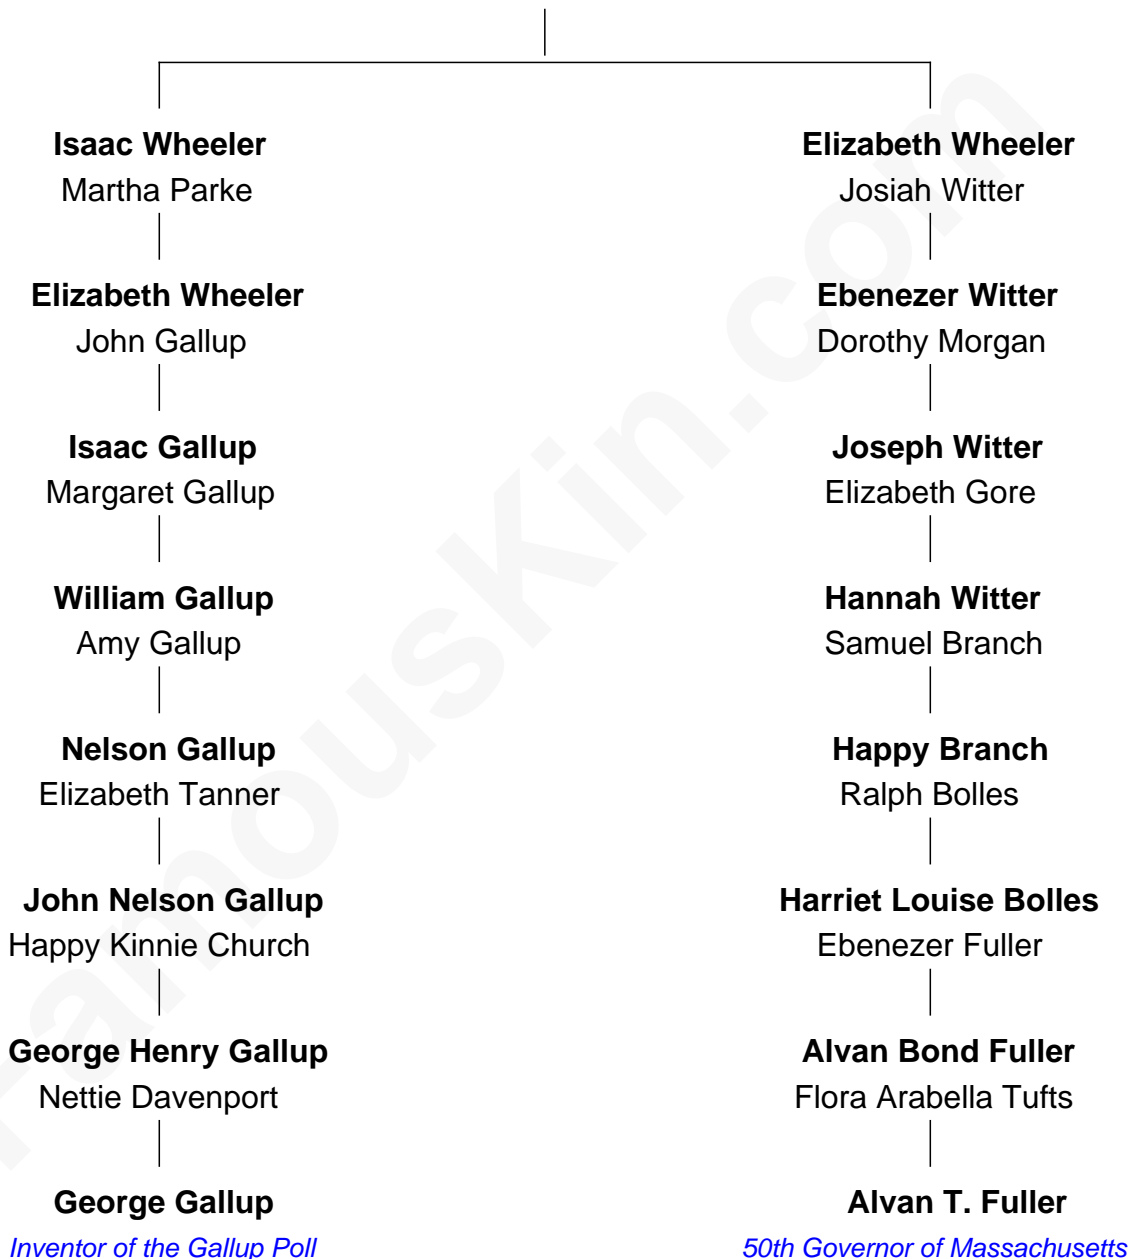 Isaac Wheeler
Martha Parke
Elizabeth Wheeler
John Gallup
Isaac Gallup
Margaret Gallup
William Gallup
Amy Gallup
Nelson Gallup
Elizabeth Tanner
John Nelson Gallup
Happy Kinnie Church
George Henry Gallup
Nettie Davenport
George Gallup
Inventor of the Gallup Poll
Elizabeth Wheeler
Josiah Witter
Ebenezer Witter
Dorothy Morgan
Joseph Witter
Elizabeth Gore
Hannah Witter
Samuel Branch
Happy Branch
Ralph Bolles
Harriet Louise Bolles
Ebenezer Fuller
Alvan Bond Fuller
Flora Arabella Tufts
Alvan T. Fuller
50th Governor of Massachusetts
FamousKin.com